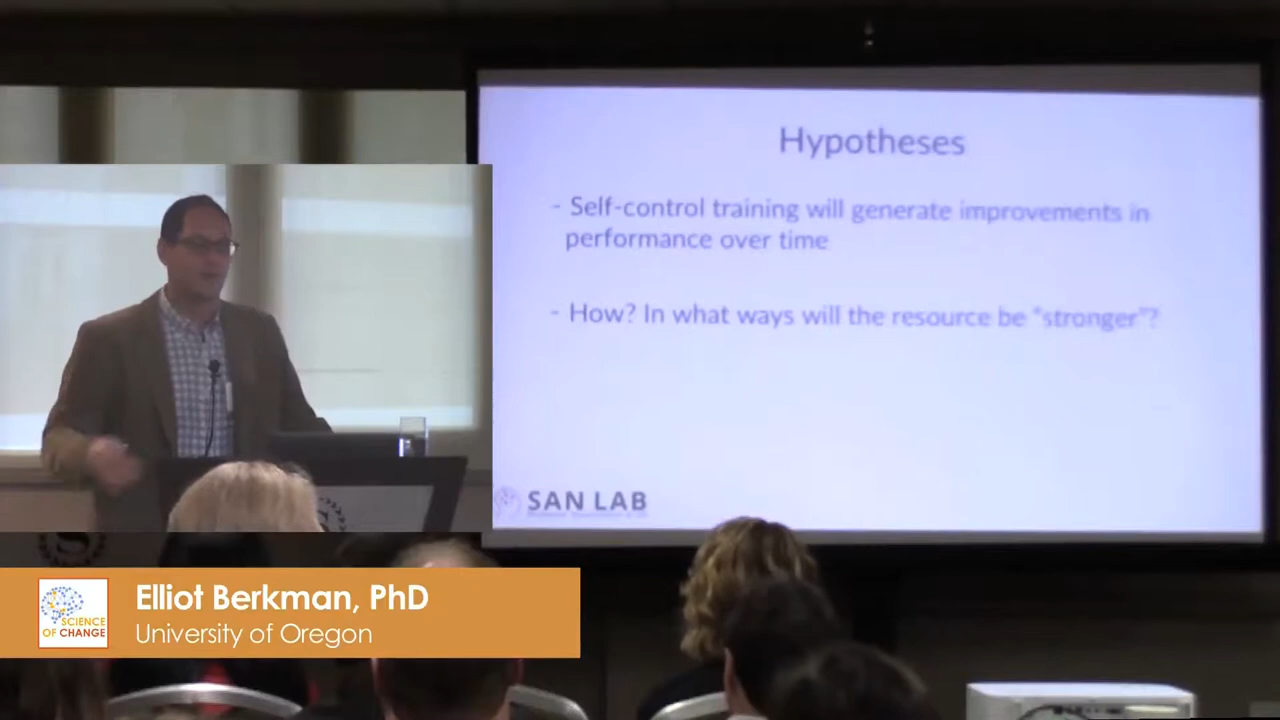 Hypotheses
- Self-control training will generate improvements in
performance over time
- How? In what ways will the resource be "stronger"?
SAN LAB
S
SCIENCE
OF CHANGE
Elliot Berkman, PhD
University of Oregon